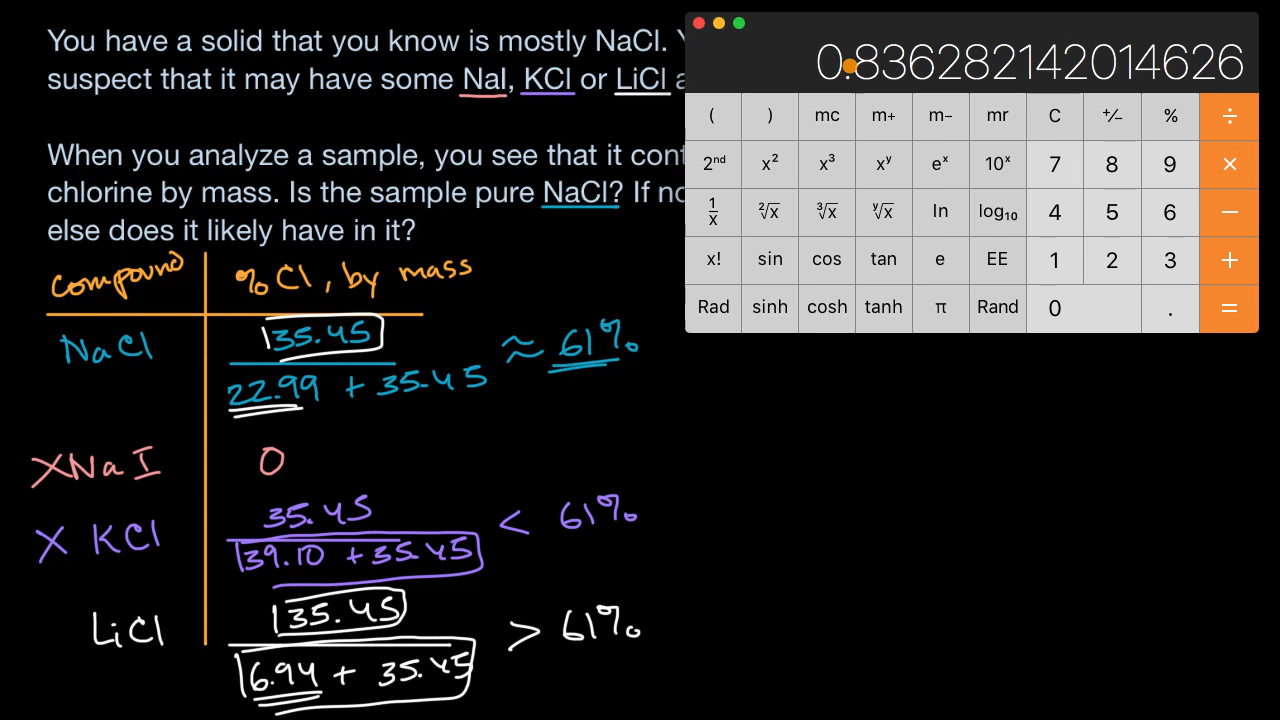 You have a solid that you know is mostly NaCl.
suspect that it may have some NaI, KCl or LiCl
When you analyze a sample, you see that it
chlorine by mass. Is the sample pure NaCl? If
else does it likely have in it?
0.836282142014626
( ) mc m+ m− mr C +/− % ÷
2nd x² x³ xʸ eˣ 10ˣ 7 8 9 ×
1/x ²√x ³√x ʸ√x ln log₁₀ 4 5 6 −
x! sin cos tan e EE 1 2 3 +
Rad sinh cosh tanh π Rand 0 . =
Compound % Cl, by mass
NaCl 35.45
22.99 + 35.45 ≈ 61%
X NaI 0
X KCl 35.45
39.10 + 35.45 < 61%
LiCl 35.45
6.94 + 35.45 > 61%